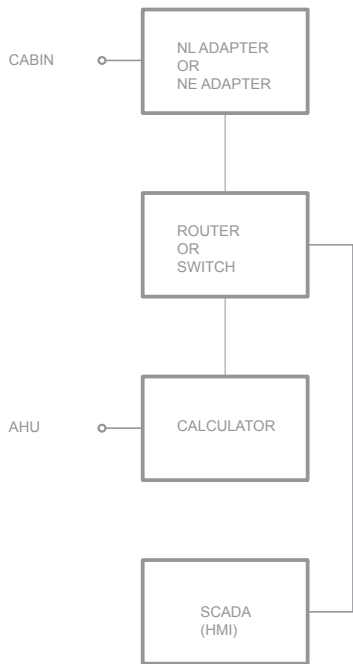 CABIN
NL ADAPTER
OR
NE ADAPTER
ROUTER
OR
SWITCH
AHU
CALCULATOR
SCADA
(HMI)